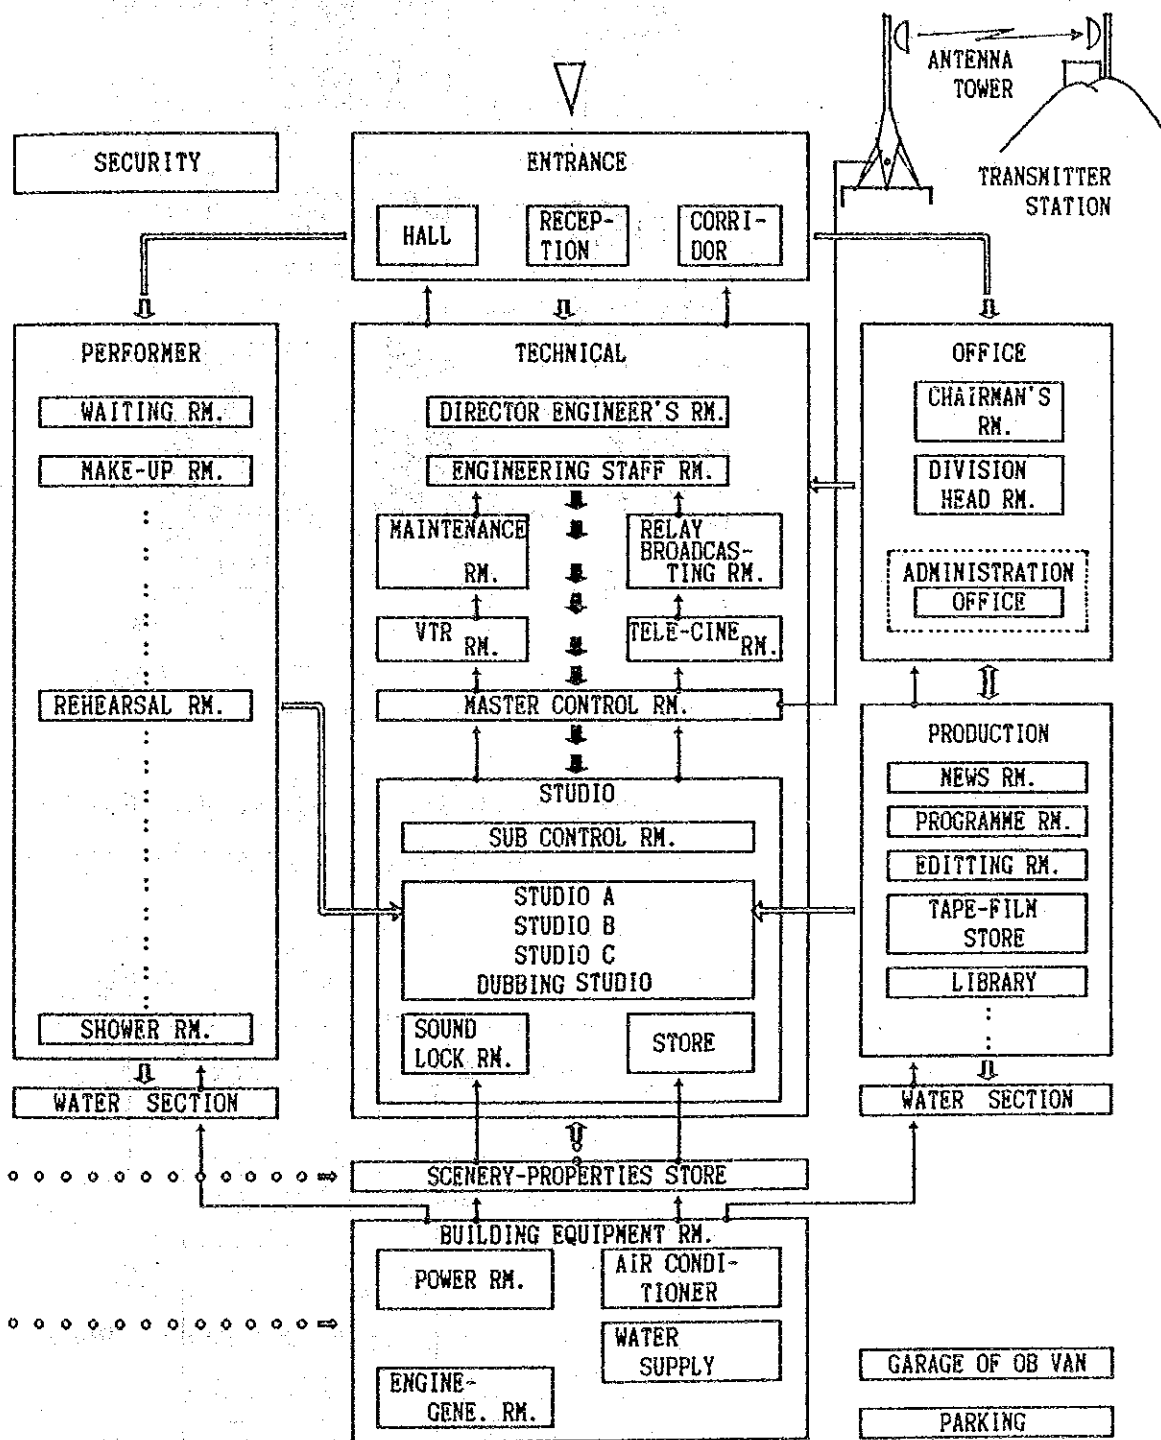 ANTENNA
TOWER
TRANSMITTER
STATION
SECURITY
ENTRANCE
HALL
RECEP-
TION
CORRI-
DOR
PERFORMER
WAITING RM.
MAKE-UP RM.
REHEARSAL RM.
SHOWER RM.
WATER SECTION
TECHNICAL
DIRECTOR ENGINEER'S RM.
ENGINEERING STAFF RM.
MAINTENANCE
RM.
RELAY
BROADCAS-
TING RM.
VTR
RM.
TELE-CINE
RM.
MASTER CONTROL RM.
STUDIO
SUB CONTROL RM.
STUDIO A
STUDIO B
STUDIO C
DUBBING STUDIO
SOUND
LOCK RM.
STORE
OFFICE
CHAIRMAN'S
RM.
DIVISION
HEAD RM.
ADMINISTRATION
OFFICE
PRODUCTION
NEWS RM.
PROGRAMME RM.
EDITTING RM.
TAPE-FILM
STORE
LIBRARY
WATER SECTION
SCENERY-PROPERTIES STORE
BUILDING EQUIPMENT RM.
POWER RM.
AIR CONDI-
TIONER
WATER
SUPPLY
ENGINE-
GENE. RM.
GARAGE OF OB VAN
PARKING